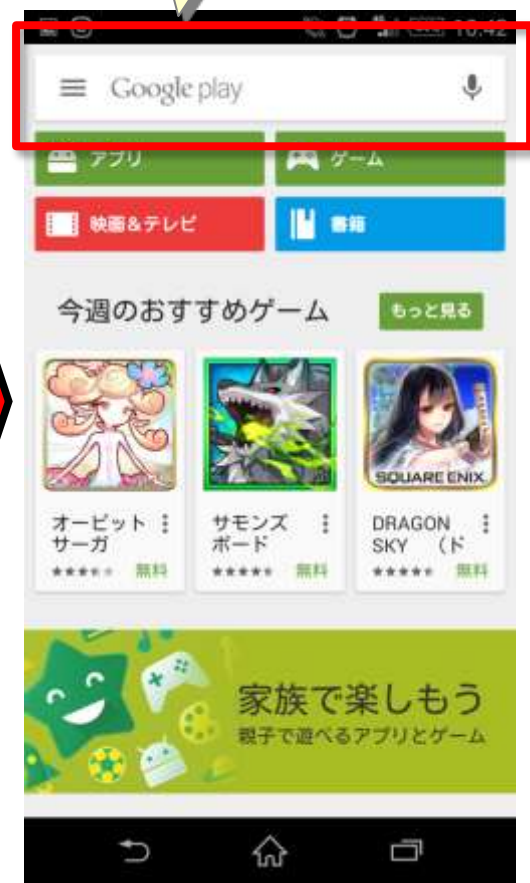 10:42
Google play
アプリ
ゲーム
映画&テレビ
書籍
今週のおすすめゲーム
もっと見る
SQUARE ENIX
オービット
サーガ
無料
サモンズ
ボード
無料
DRAGON
SKY （ド
無料
家族で楽しもう
親子で遊べるアプリとゲーム